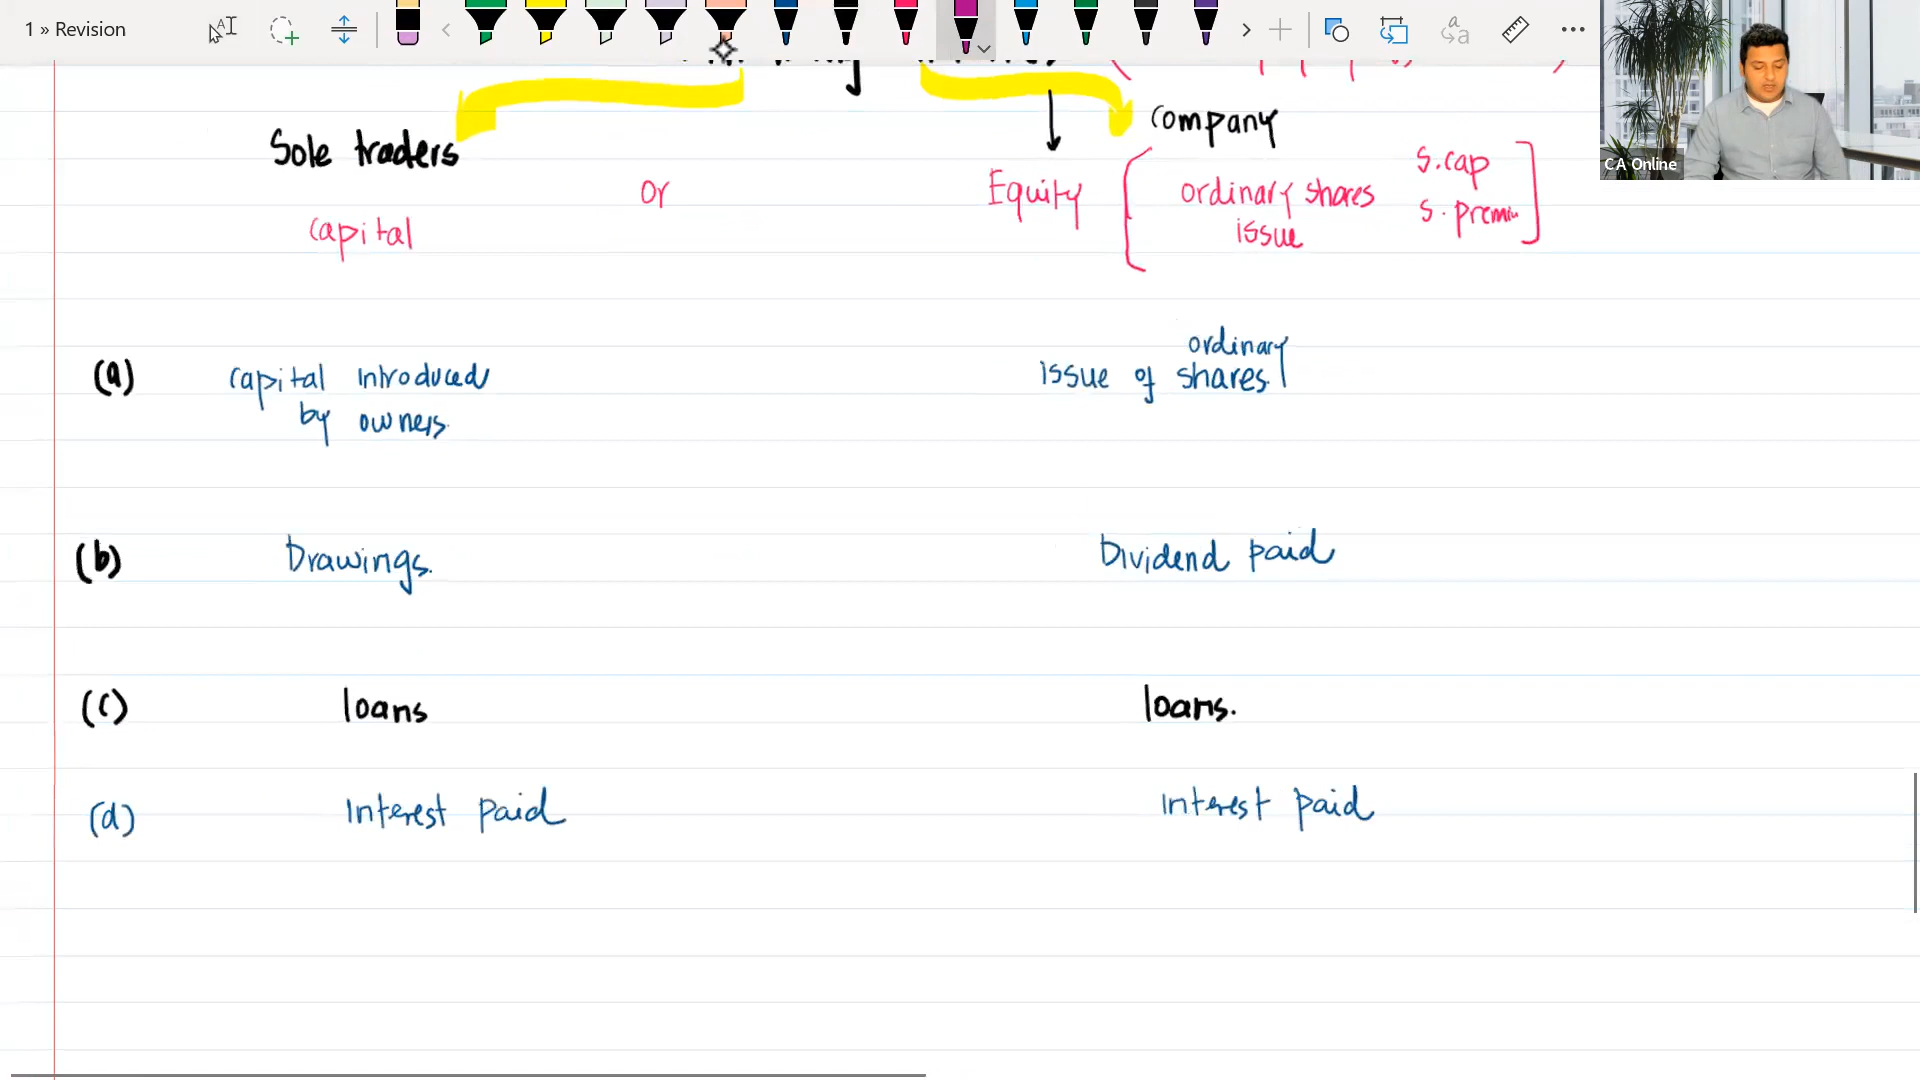 1 » Revision
CA Online
Sole traders
company
capital
or
Equity
ordinary shares
issue
S.cap
S. premiu
(a)
capital introduced
by owners.
issue of ordinary shares.
(b)
Drawings.
Dividend paid
(c)
loans
loans.
(d)
Interest paid
Interest paid